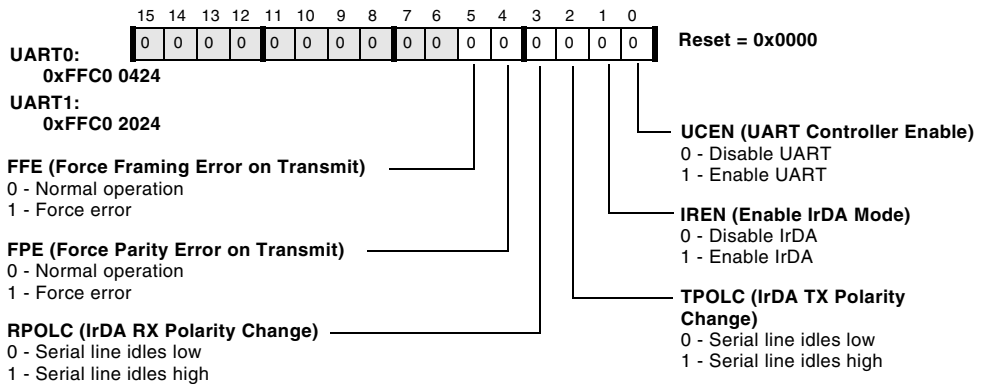 15 14 13 12 11 10 9 8 7 6 5 4 3 2 1 0
0 0 0 0 0 0 0 0 0 0 0 0 0 0 0 0
Reset = 0x0000
UART0:
0xFFC0 0424
UART1:
0xFFC0 2024
UCEN (UART Controller Enable)
0 - Disable UART
1 - Enable UART
FFE (Force Framing Error on Transmit)
0 - Normal operation
1 - Force error
IREN (Enable IrDA Mode)
0 - Disable IrDA
1 - Enable IrDA
FPE (Force Parity Error on Transmit)
0 - Normal operation
1 - Force error
TPOLC (IrDA TX Polarity
Change)
0 - Serial line idles low
1 - Serial line idles high
RPOLC (IrDA RX Polarity Change)
0 - Serial line idles low
1 - Serial line idles high